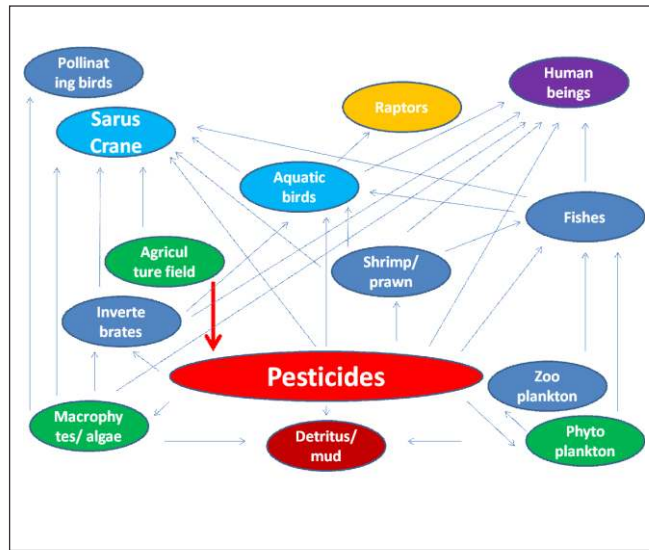 Pollinat
ing birds
Human
beings
Raptors
Sarus
Crane
Aquatic
birds
Fishes
Agricul
ture field
Shrimp/
prawn
Inverte
brates
Pesticides
Zoo
plankton
Macrophy
tes/ algae
Detritus/
mud
Phyto
plankton